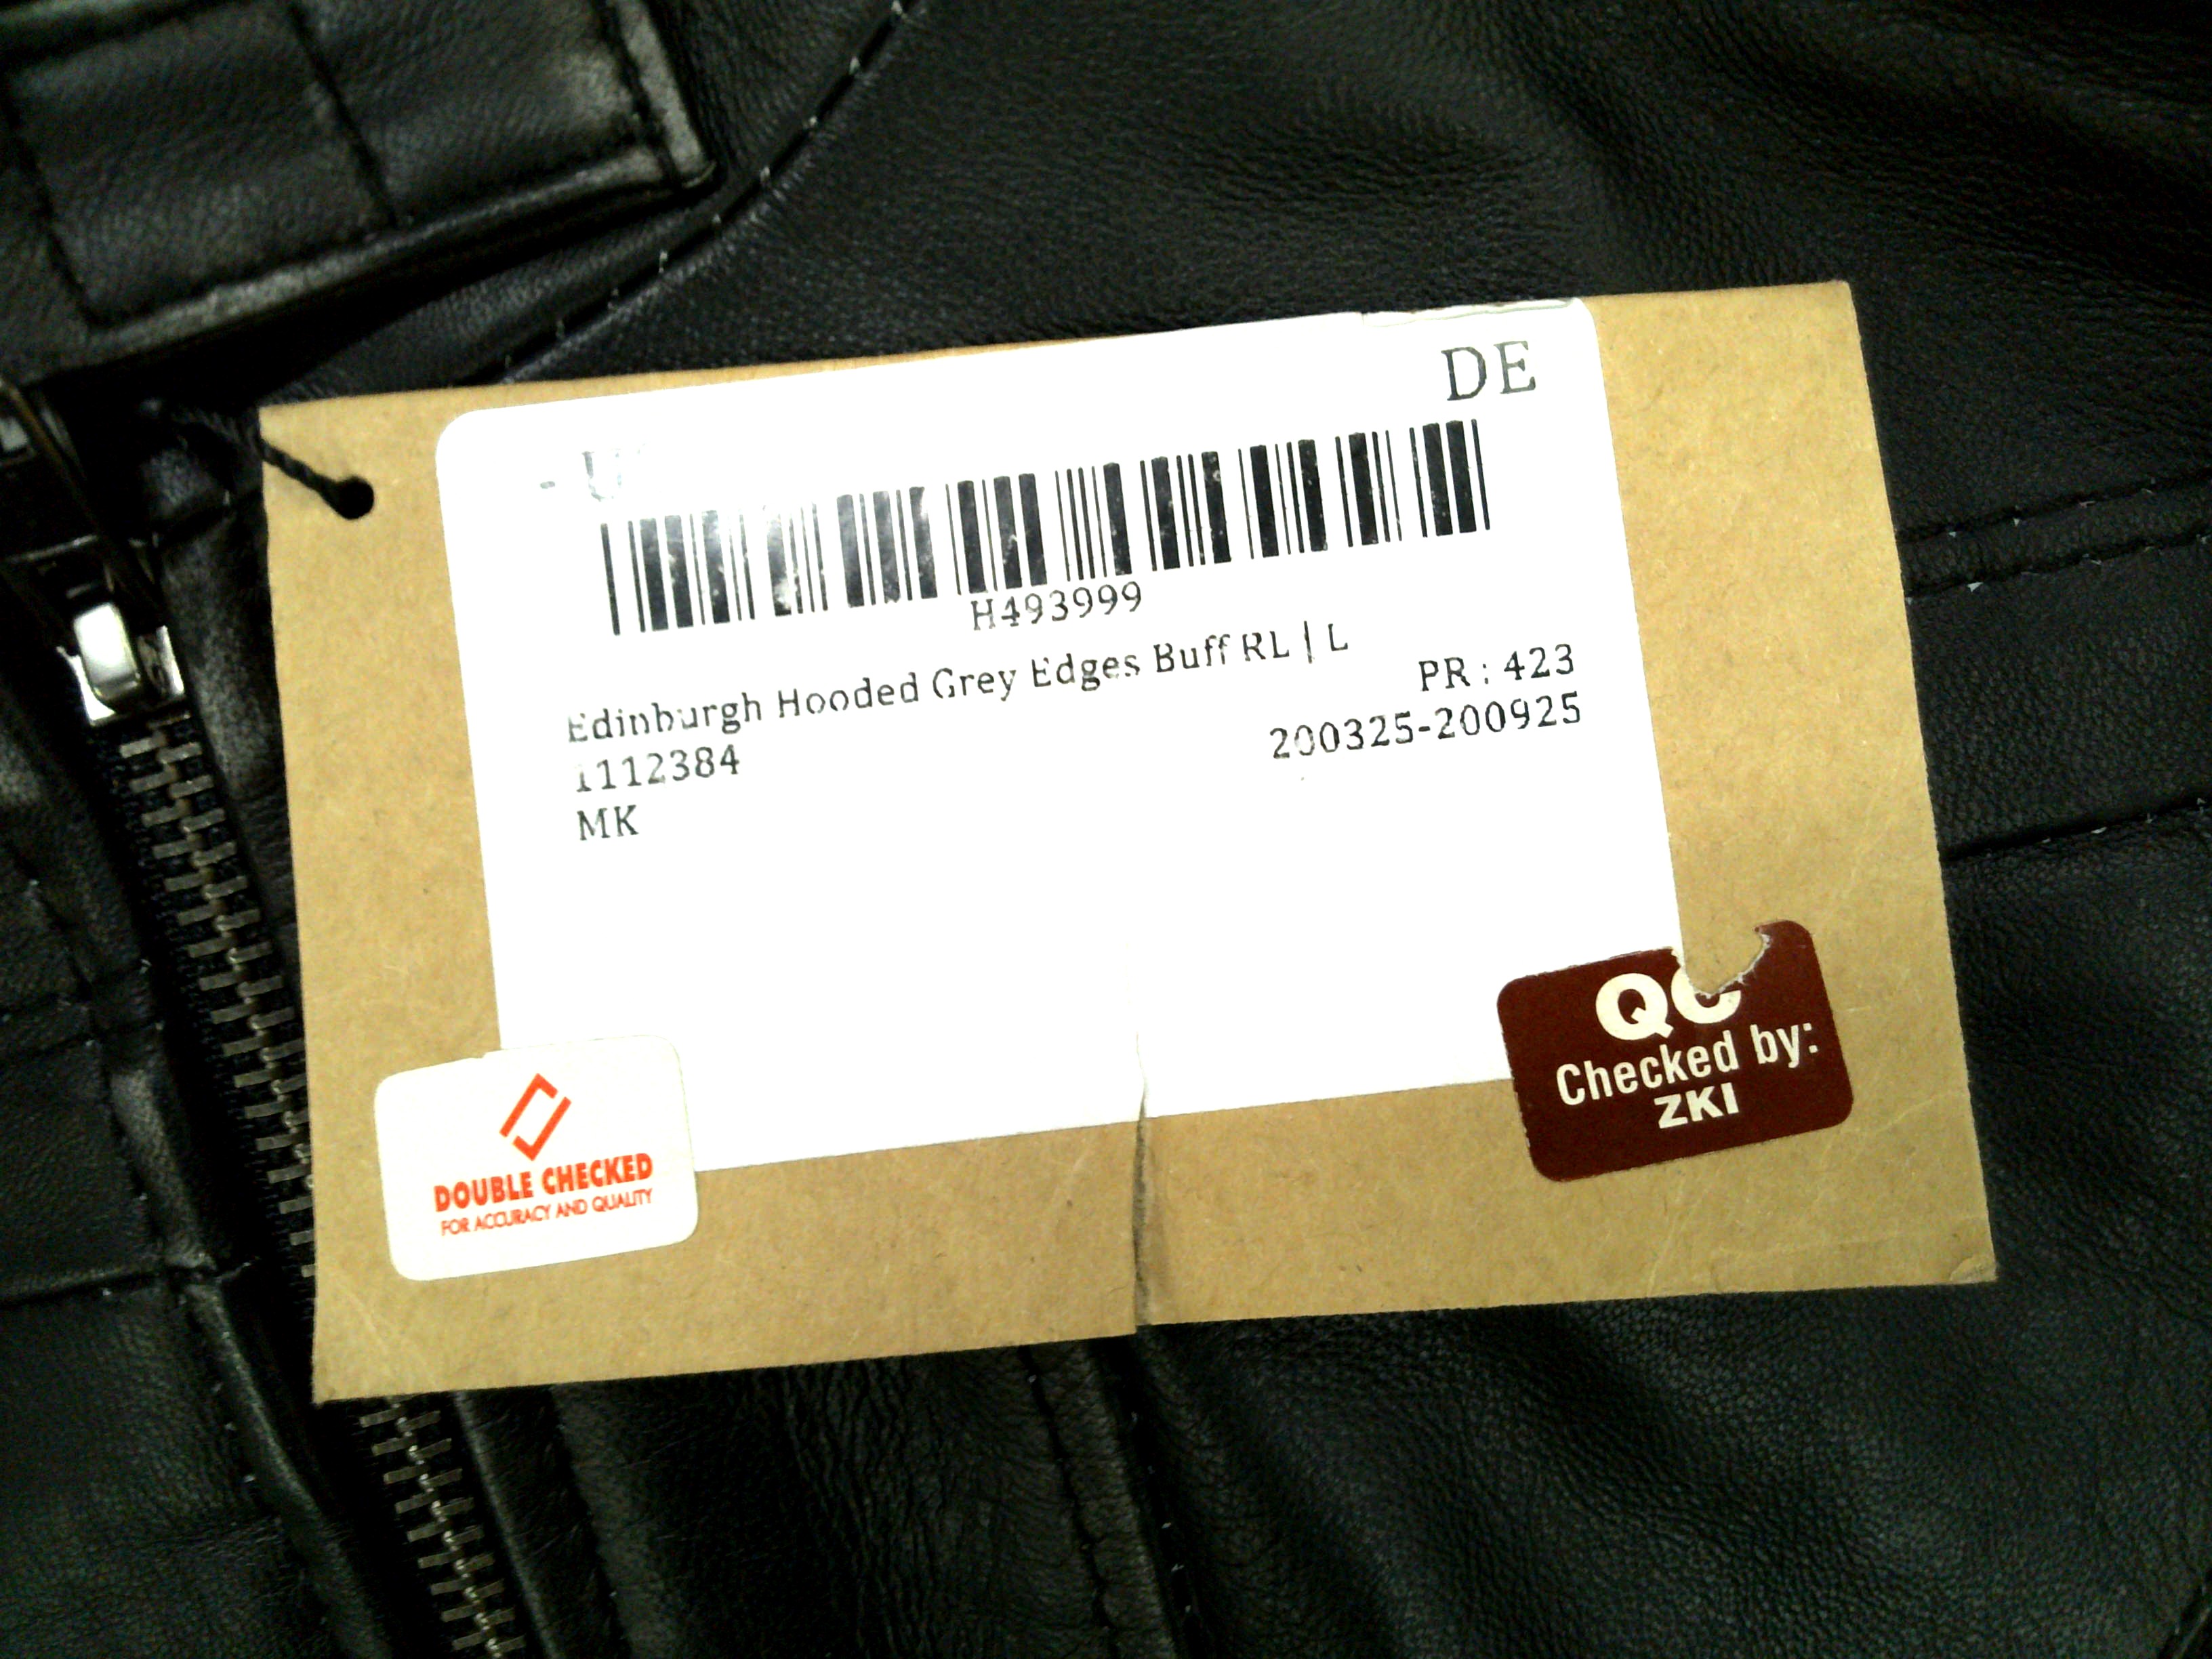 DE
H493999
Edinburgh Hooded Grey Edges Buff RL | L
PR : 423
1112384
200325-200925
MK
QC
Checked by:
ZKI
DOUBLE CHECKED
FOR ACCURACY AND QUALITY